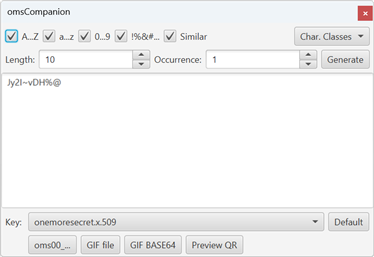 omsCompanion
A...Z a...z 0...9 !%&#... Similar Char. Classes
Length: 10 Occurrence: 1 Generate
Jy2I~vDH%@
Key: onemoresecret.x.509 Default
oms00_... GIF file GIF BASE64 Preview QR